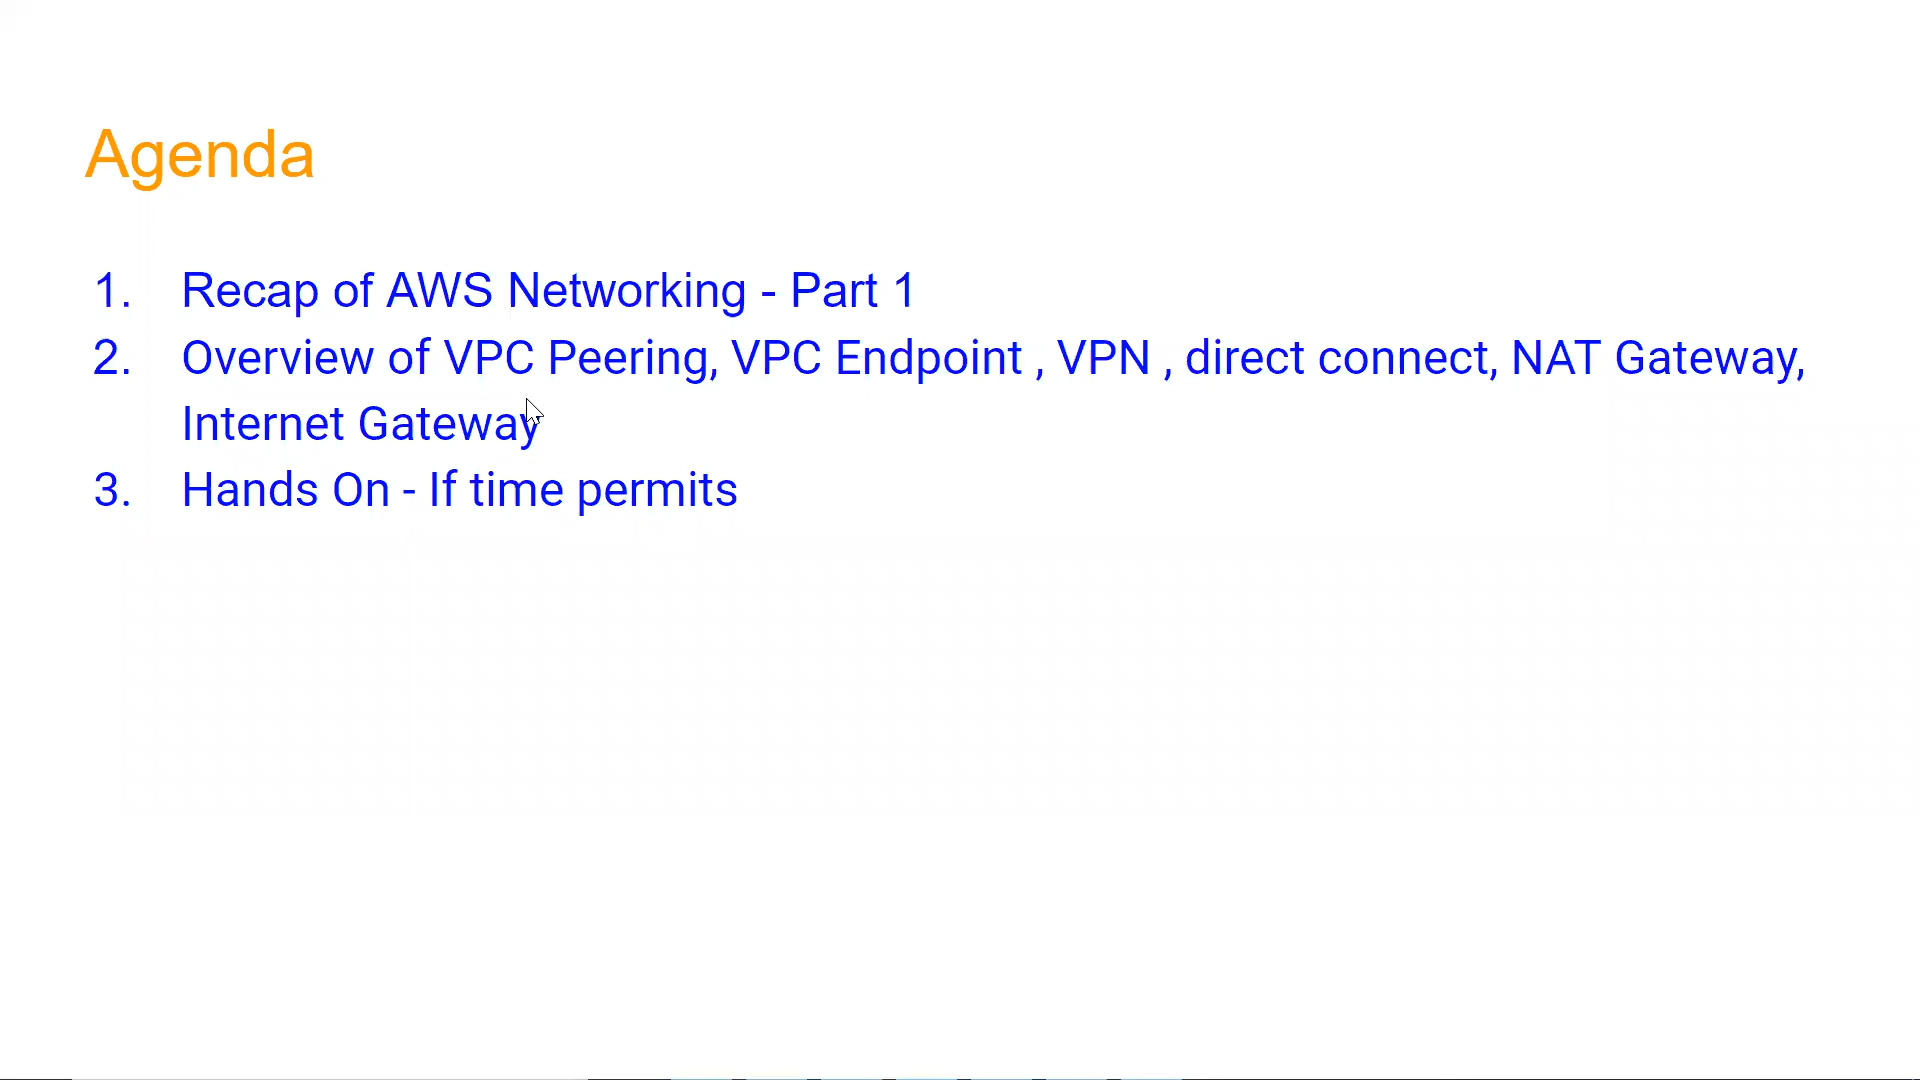 Agenda
1. Recap of AWS Networking - Part 1
2. Overview of VPC Peering, VPC Endpoint , VPN , direct connect, NAT Gateway,
Internet Gateway
3. Hands On - If time permits